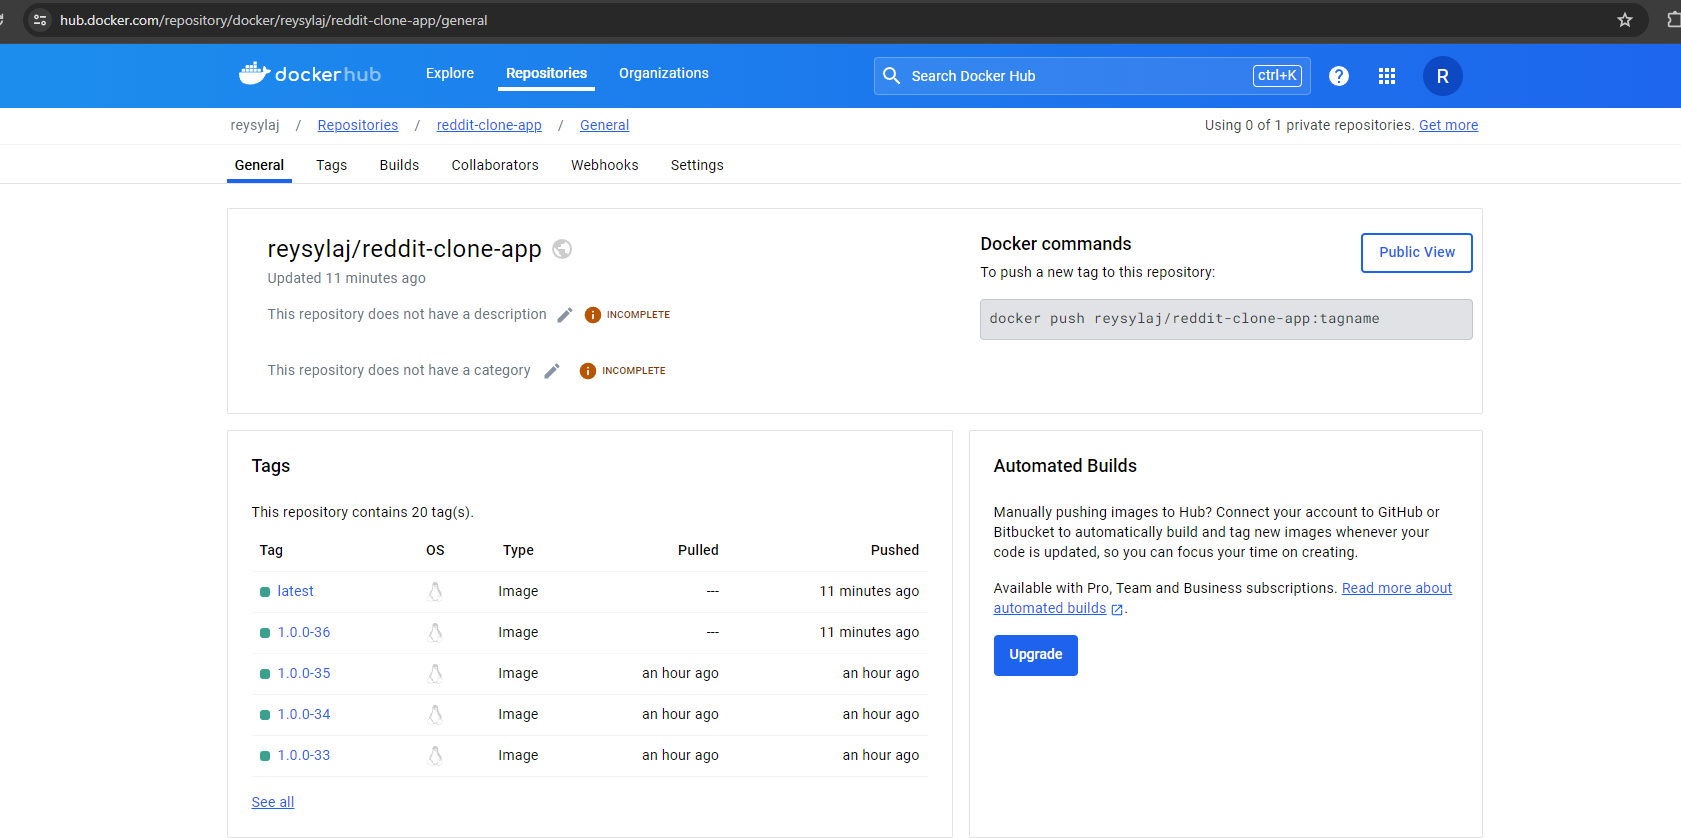 hub.docker.com/repository/docker/reysylaj/reddit-clone-app/general
dockerhub Explore Repositories Organizations Search Docker Hub ctrl+K ? R
reysylaj / Repositories / reddit-clone-app / General Using 0 of 1 private repositories. Get more
General Tags Builds Collaborators Webhooks Settings
reysylaj/reddit-clone-app
Updated 11 minutes ago
This repository does not have a description INCOMPLETE
This repository does not have a category INCOMPLETE
Docker commands
Public View
To push a new tag to this repository:
docker push reysylaj/reddit-clone-app:tagname
Tags
This repository contains 20 tag(s).
Tag OS Type Pulled Pushed
latest Image --- 11 minutes ago
1.0.0-36 Image --- 11 minutes ago
1.0.0-35 Image an hour ago an hour ago
1.0.0-34 Image an hour ago an hour ago
1.0.0-33 Image an hour ago an hour ago
See all
Automated Builds
Manually pushing images to Hub? Connect your account to GitHub or
Bitbucket to automatically build and tag new images whenever your
code is updated, so you can focus your time on creating.
Available with Pro, Team and Business subscriptions. Read more about
automated builds .
Upgrade